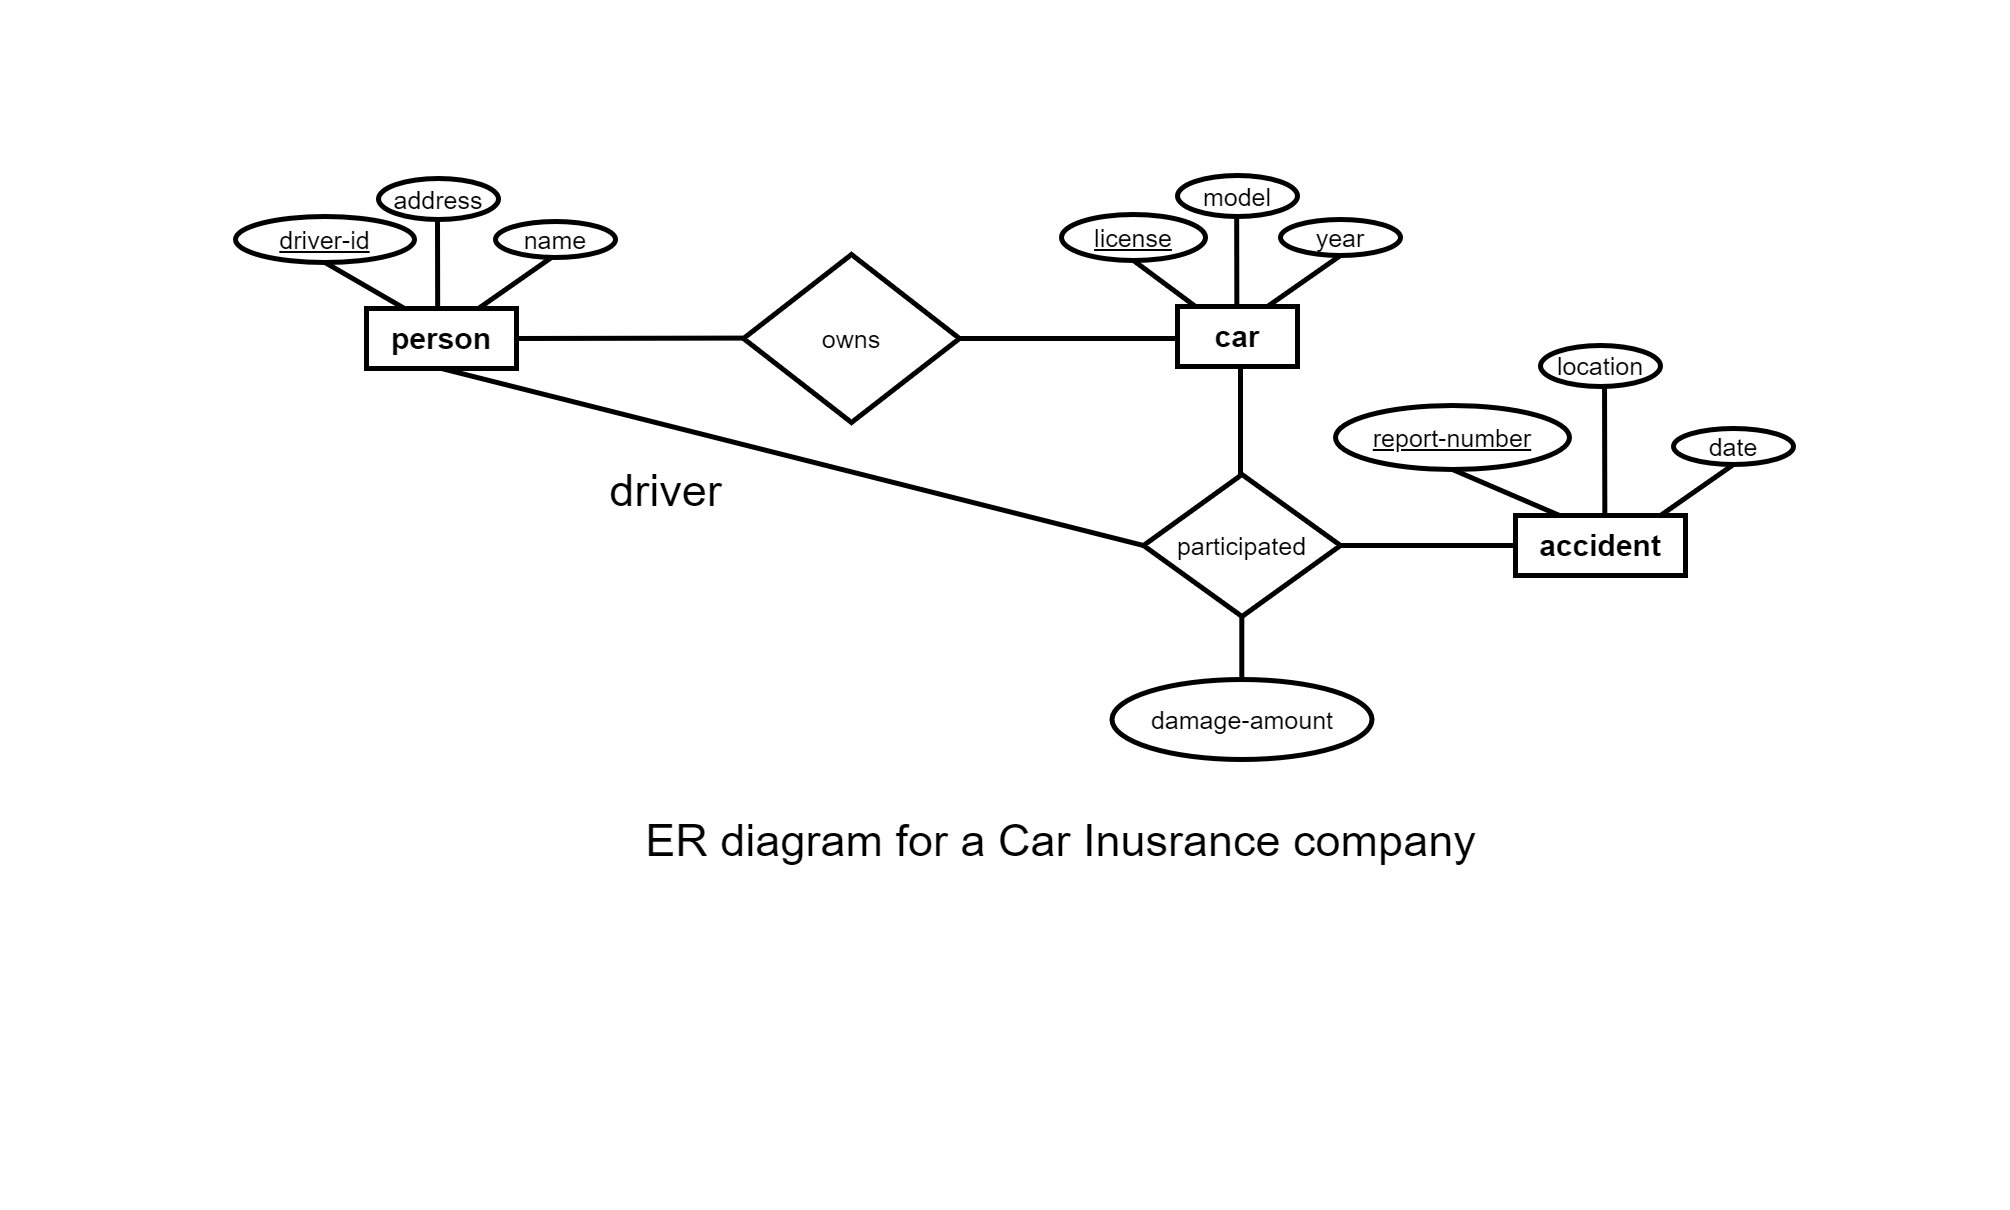 address
driver-id
name
person
owns
model
license
year
car
location
report-number
date
accident
driver
participated
damage-amount
ER diagram for a Car Inusrance company